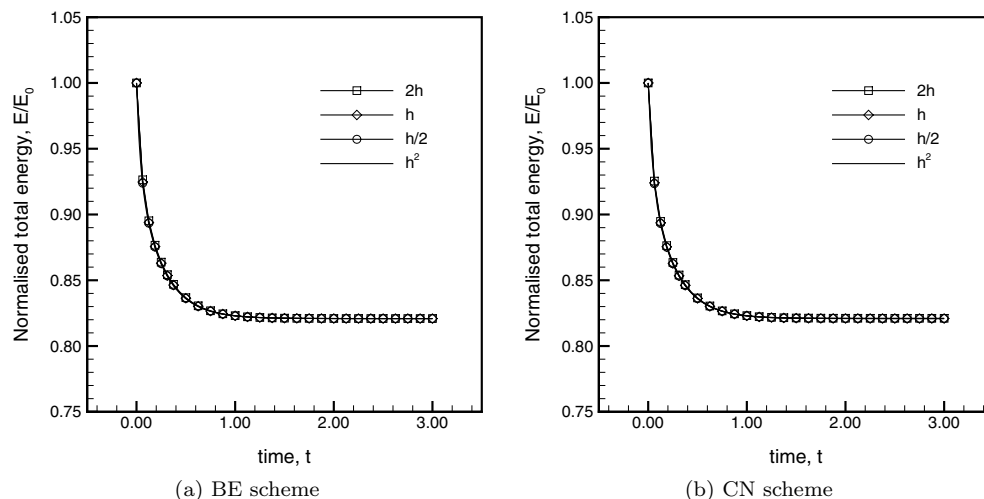 1.05
1.00
0.95
0.90
0.85
0.80
0.75
Normalised total energy, E/E₀
2h
h
h/2
h²
0.00 1.00 2.00 3.00
time, t
(a) BE scheme
1.05
1.00
0.95
0.90
0.85
0.80
0.75
Normalised total energy, E/E₀
2h
h
h/2
h²
0.00 1.00 2.00 3.00
time, t
(b) CN scheme